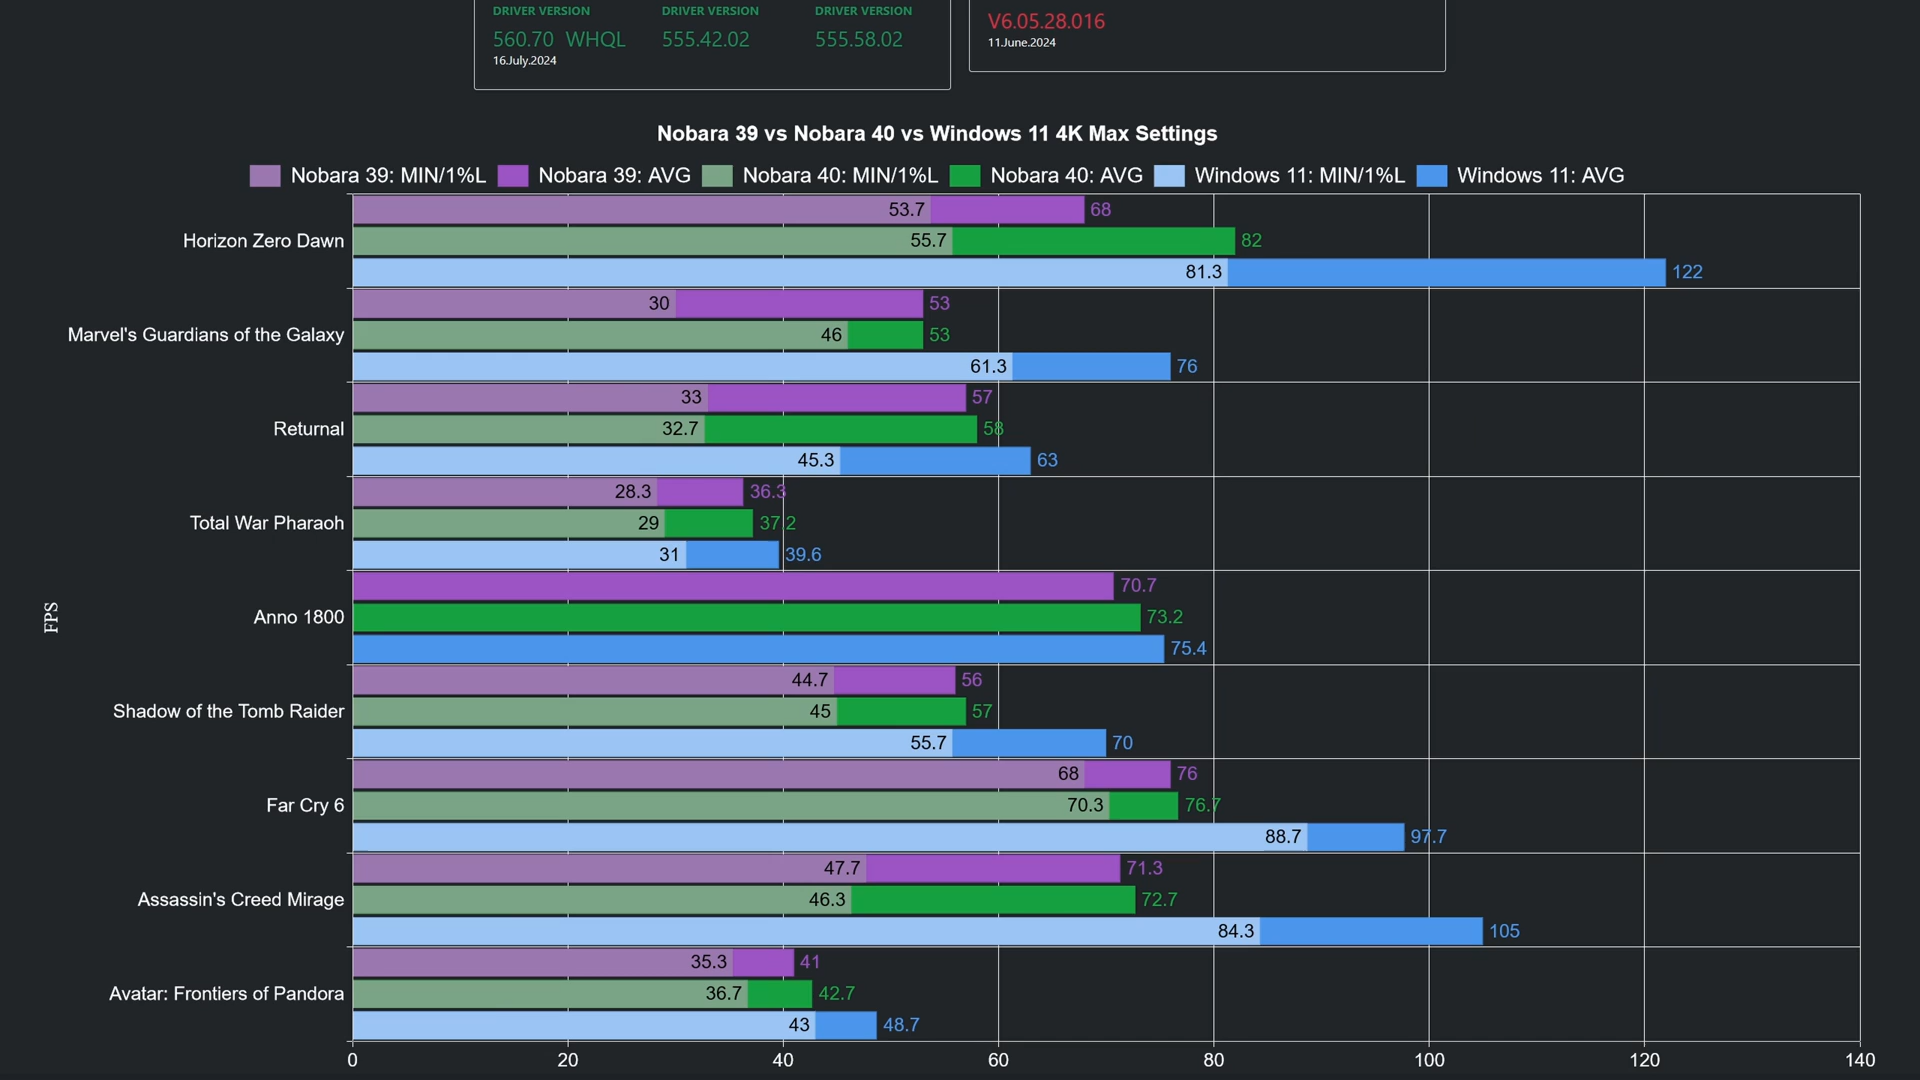 DRIVER VERSION DRIVER VERSION DRIVER VERSION
560.70 WHQL 555.42.02 555.58.02
16.July.2024
V6.05.28.016
11.June.2024
Nobara 39 vs Nobara 40 vs Windows 11 4K Max Settings
Nobara 39: MIN/1%L Nobara 39: AVG Nobara 40: MIN/1%L Nobara 40: AVG Windows 11: MIN/1%L Windows 11: AVG
53.7 68
Horizon Zero Dawn 55.7 82
81.3 122
30 53
Marvel's Guardians of the Galaxy 46 53
61.3 76
33 57
Returnal 32.7 58
45.3 63
28.3 36.3
Total War Pharaoh 29 37.2
31 39.6
70.7
FPS
Anno 1800 73.2
75.4
44.7 56
Shadow of the Tomb Raider 45 57
55.7 70
68 76
Far Cry 6 70.3 76.7
88.7 97.7
47.7 71.3
Assassin's Creed Mirage 46.3 72.7
84.3 105
35.3 41
Avatar: Frontiers of Pandora 36.7 42.7
43 48.7
0 20 40 60 80 100 120 140